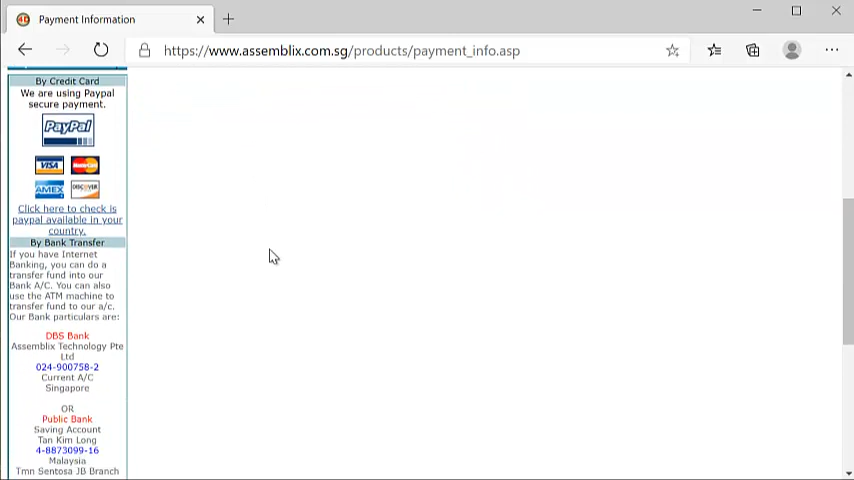 Payment Information
https://www.assemblix.com.sg/products/payment_info.asp
By Credit Card
We are using Paypal
secure payment.
PayPal
VISA MasterCard
AMEX DISCOVER
Click here to check is
paypal available in your
country.
By Bank Transfer
If you have Internet
Banking, you can do a
transfer fund into our
Bank A/C. You can also
use the ATM machine to
transfer fund to our a/c.
Our Bank particulars are:
DBS Bank
Assemblix Technology Pte
Ltd
024-900758-2
Current A/C
Singapore
OR
Public Bank
Saving Account
Tan Kim Long
4-8873099-16
Malaysia
Tmn Sentosa JB Branch